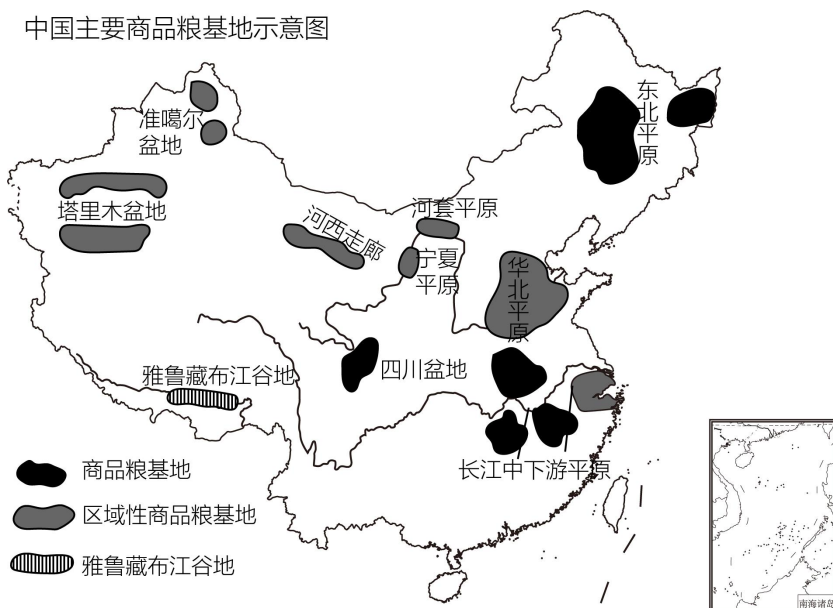 中国主要商品粮基地示意图
准噶尔
盆地
东北平原
塔里木盆地
河西走廊
河套平原
宁夏
平原
华北平原
雅鲁藏布江谷地
四川盆地
长江中下游平原
商品粮基地
区域性商品粮基地
雅鲁藏布江谷地
南海诸岛